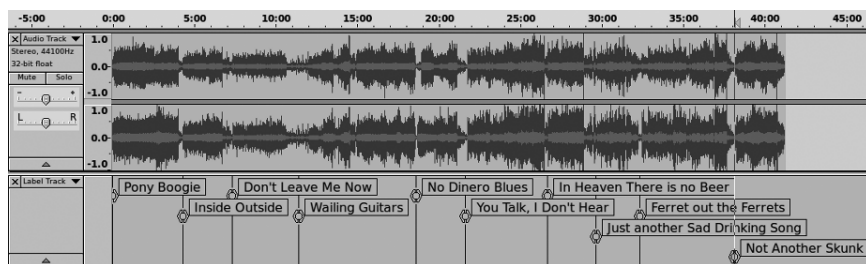 -5:00 0:00 5:00 10:00 15:00 20:00 25:00 30:00 35:00 40:00 45:00
Audio Track
Stereo, 44100Hz
32-bit float
Mute Solo
- +
L R
1.0
0.0
-1.0
1.0
0.0
-1.0
Label Track
Pony Boogie Don't Leave Me Now No Dinero Blues In Heaven There is no Beer
Inside Outside Wailing Guitars You Talk, I Don't Hear Ferret out the Ferrets
Just another Sad Drinking Song
Not Another Skunk